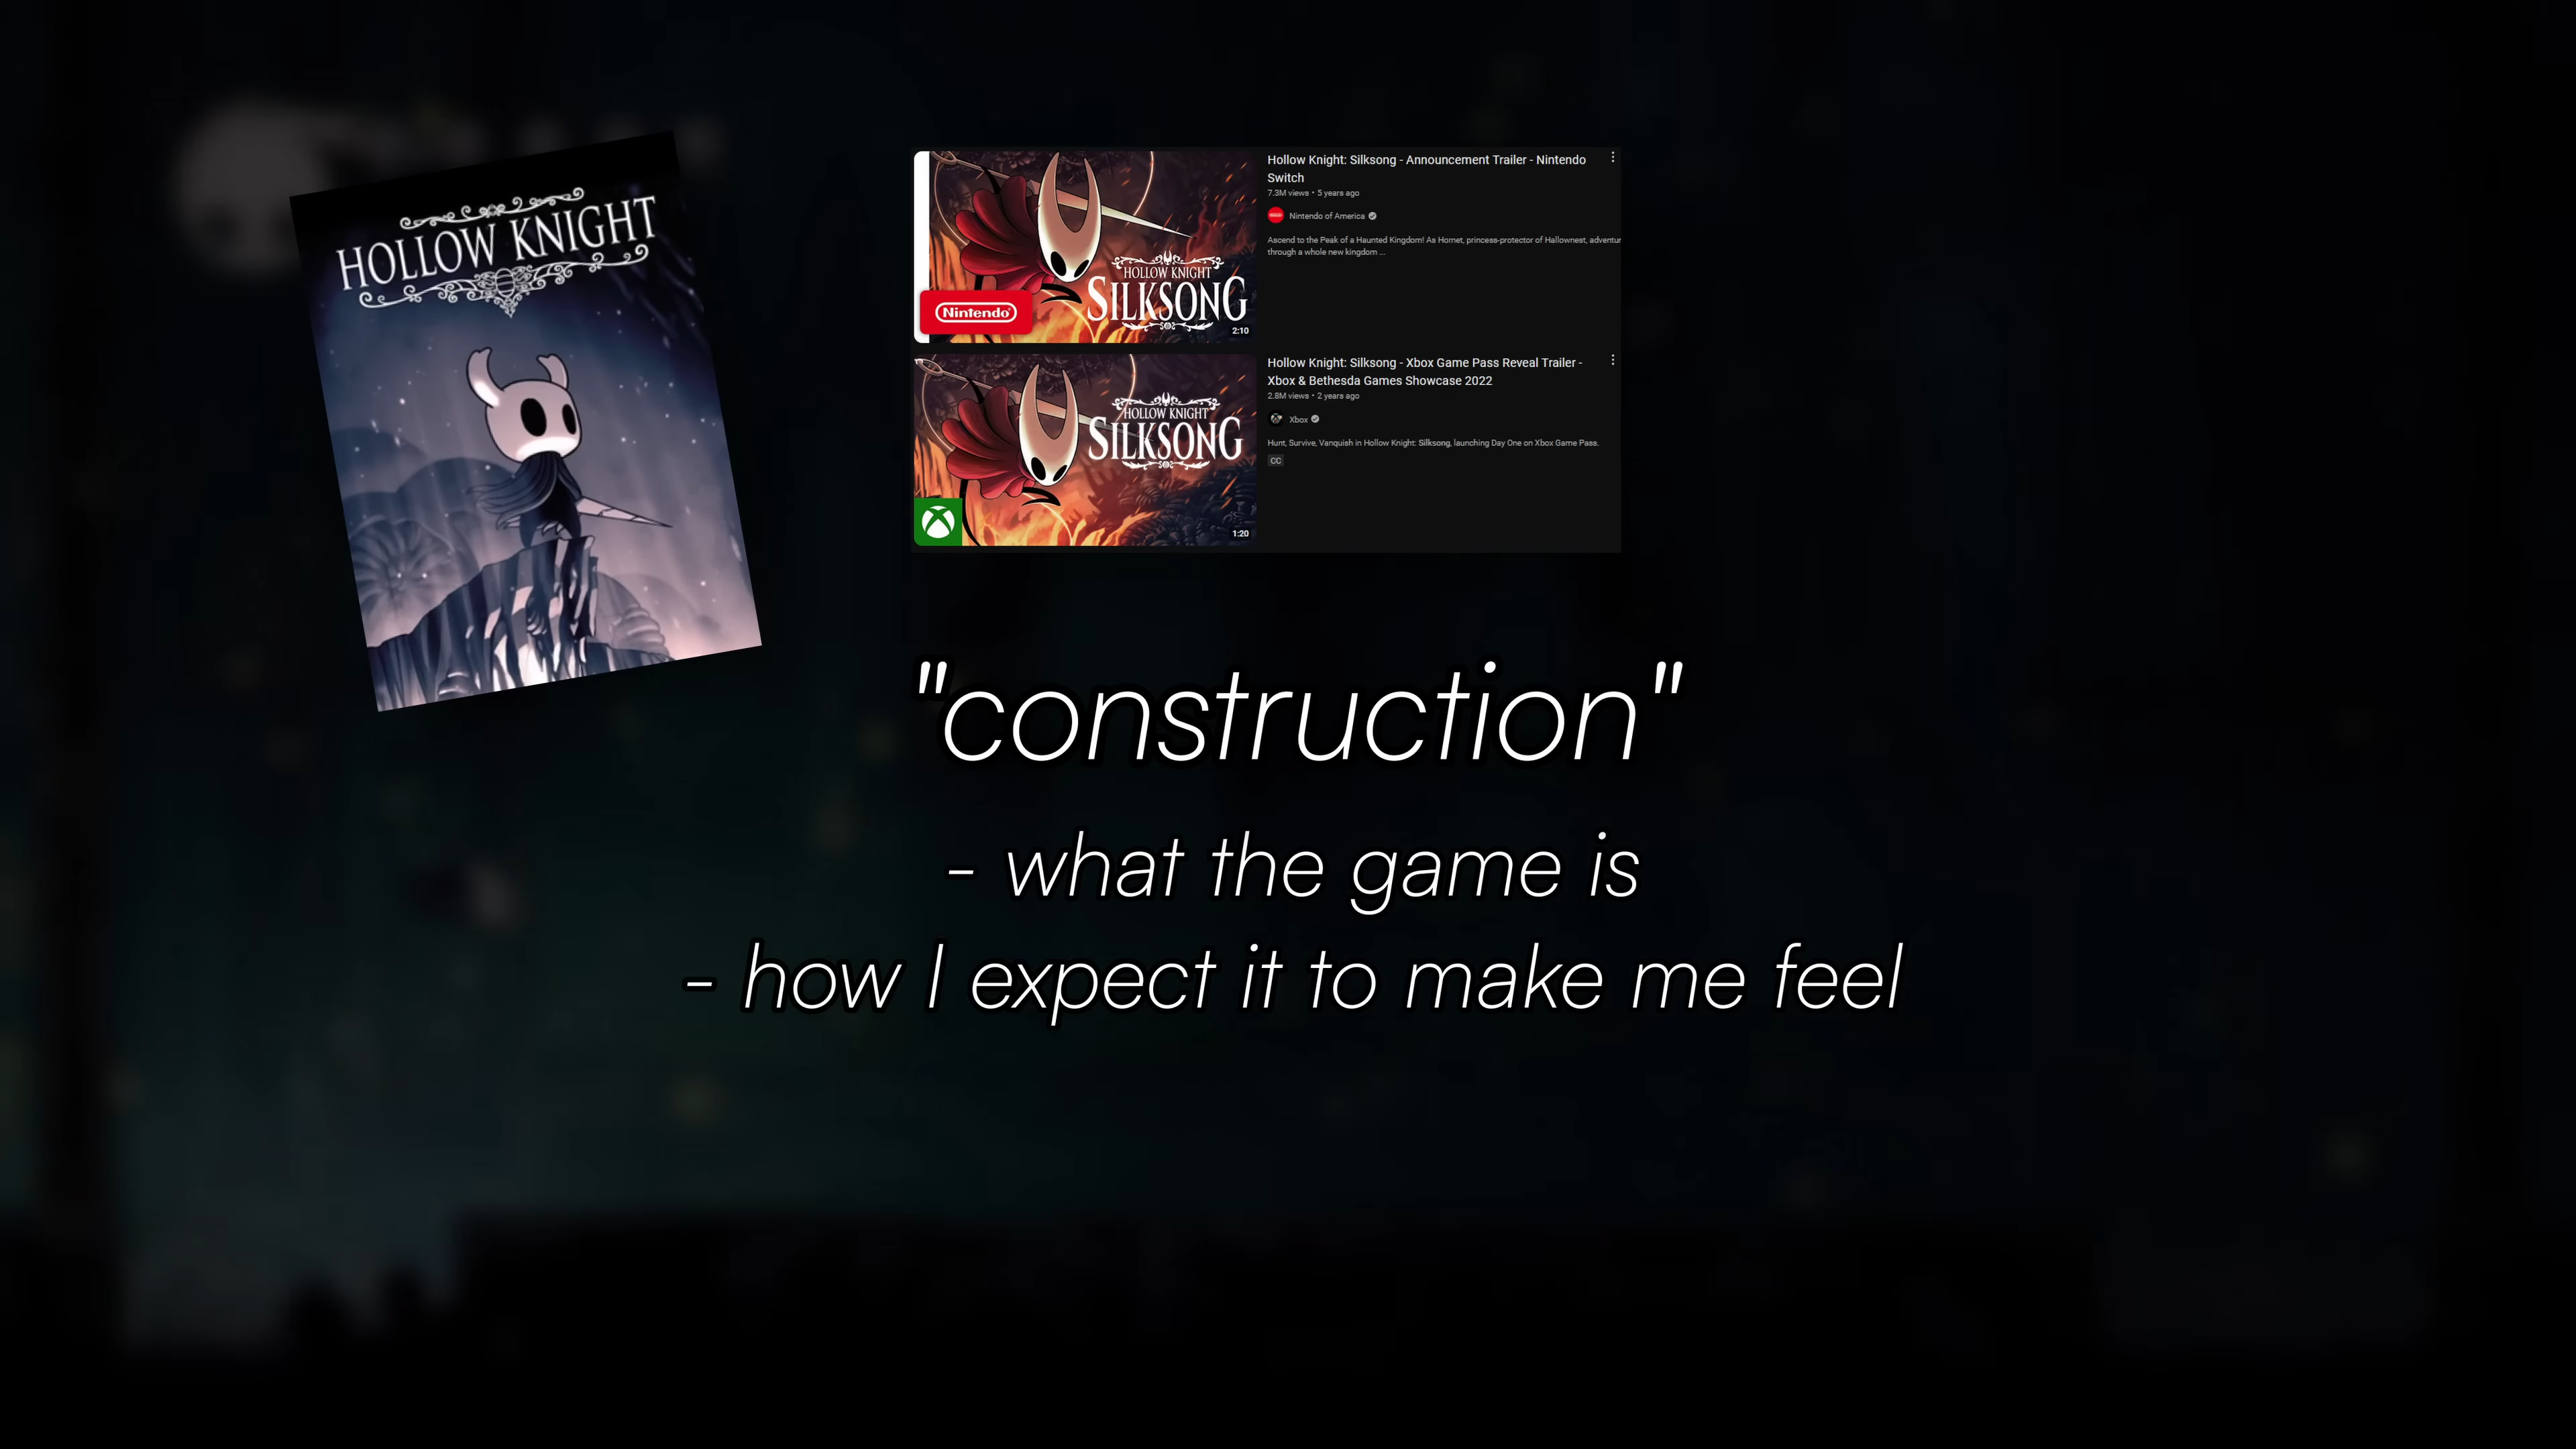 HOLLOW KNIGHT
Hollow Knight: Silksong - Announcement Trailer - Nintendo
Switch
7.3M views • 5 years ago
Nintendo of America
Ascend to the Peak of a Haunted Kingdom! As Hornet, princess-protector of Hallownest, adventur
through a whole new kingdom ...
HOLLOW KNIGHT
SILKSONG
Nintendo
2:10
Hollow Knight: Silksong - Xbox Game Pass Reveal Trailer -
Xbox & Bethesda Games Showcase 2022
2.8M views • 2 years ago
Xbox
Hunt, Survive, Vanquish in Hollow Knight: Silksong, launching Day One on Xbox Game Pass.
CC
HOLLOW KNIGHT
SILKSONG
1:20
"construction"
- what the game is
- how I expect it to make me feel